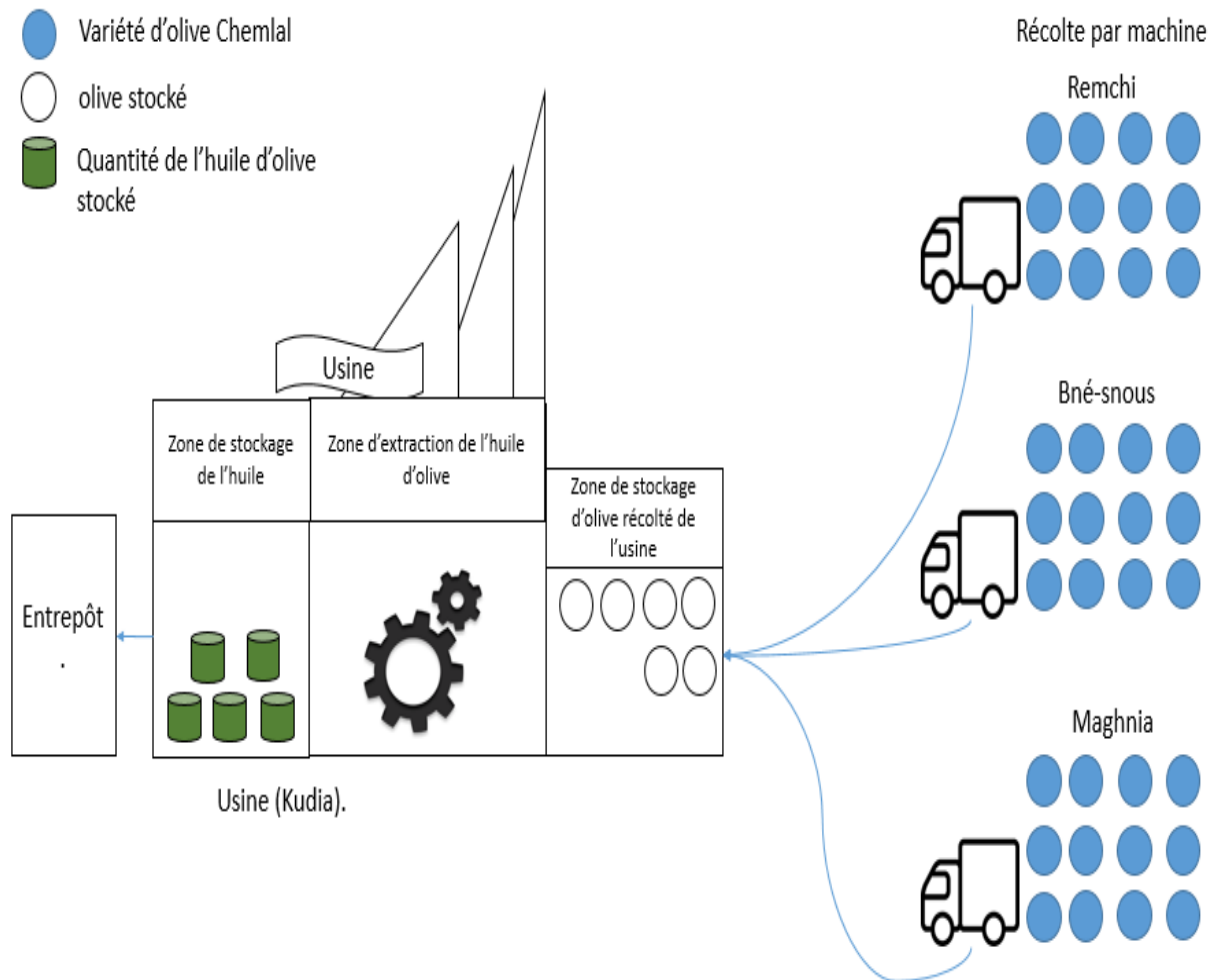 Variété d'olive Chemlal
olive stocké
Quantité de l'huile d'olive
stocké
Récolte par machine
Remchi
Usine
Bné-snous
Zone de stockage
de l'huile
Zone d'extraction de l'huile
d'olive
Zone de stockage
d'olive récolté de
l'usine
Entrepôt
.
Maghnia
Usine (Kudia).